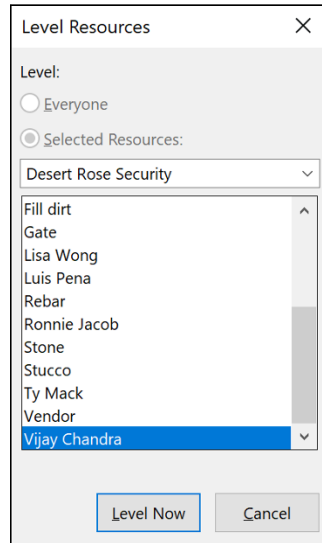 Level Resources
Level:
Everyone
Selected Resources:
Desert Rose Security
Fill dirt
Gate
Lisa Wong
Luis Pena
Rebar
Ronnie Jacob
Stone
Stucco
Ty Mack
Vendor
Vijay Chandra
Level Now Cancel